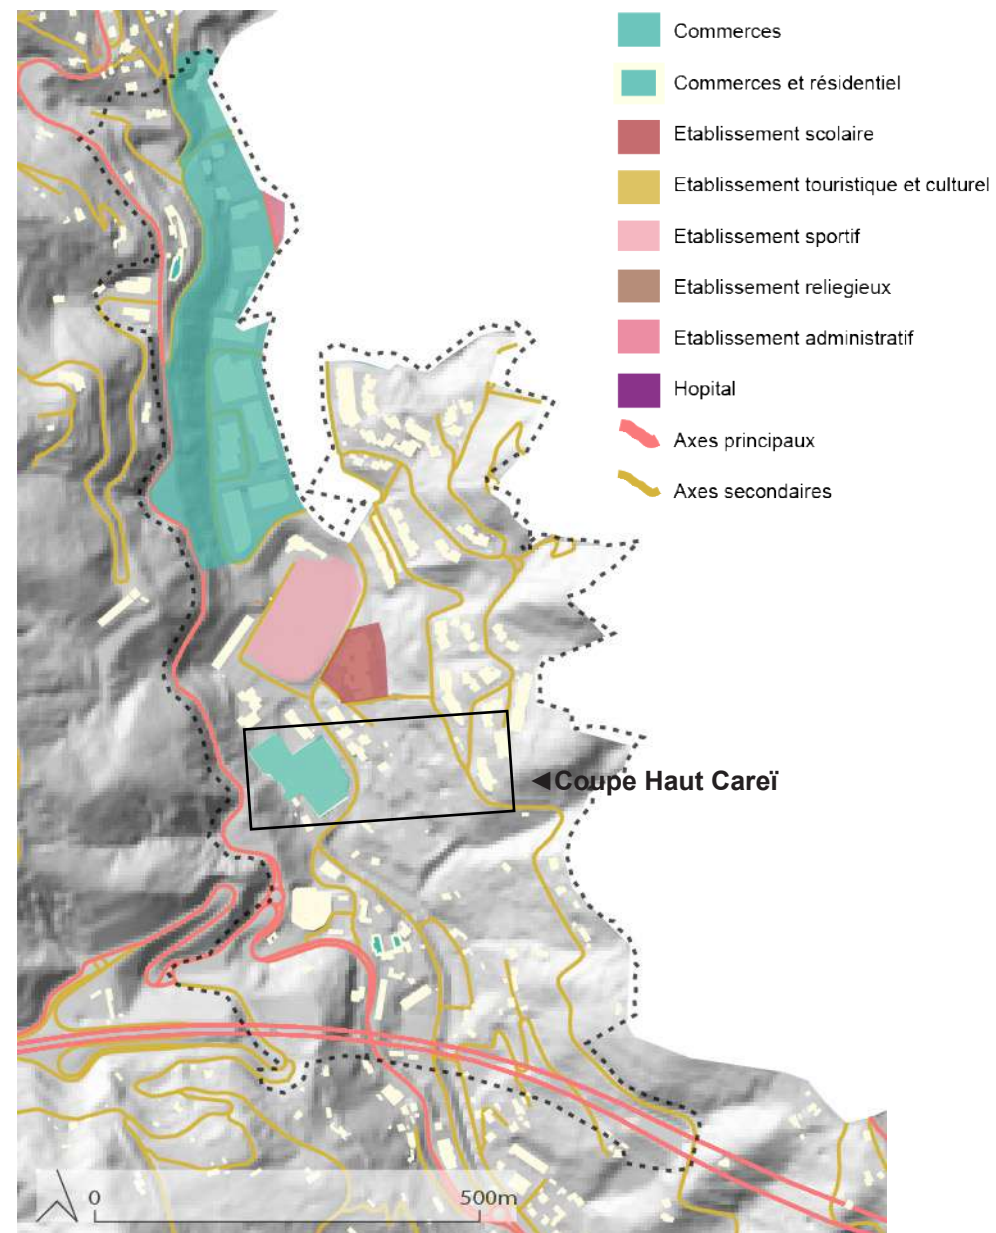 Commerces
Commerces et résidentiel
Etablissement scolaire
Etablissement touristique et culturel
Etablissement sportif
Etablissement reliegieux
Etablissement administratif
Hopital
Axes principaux
Axes secondaires
Coupe Haut Careï
0 500m